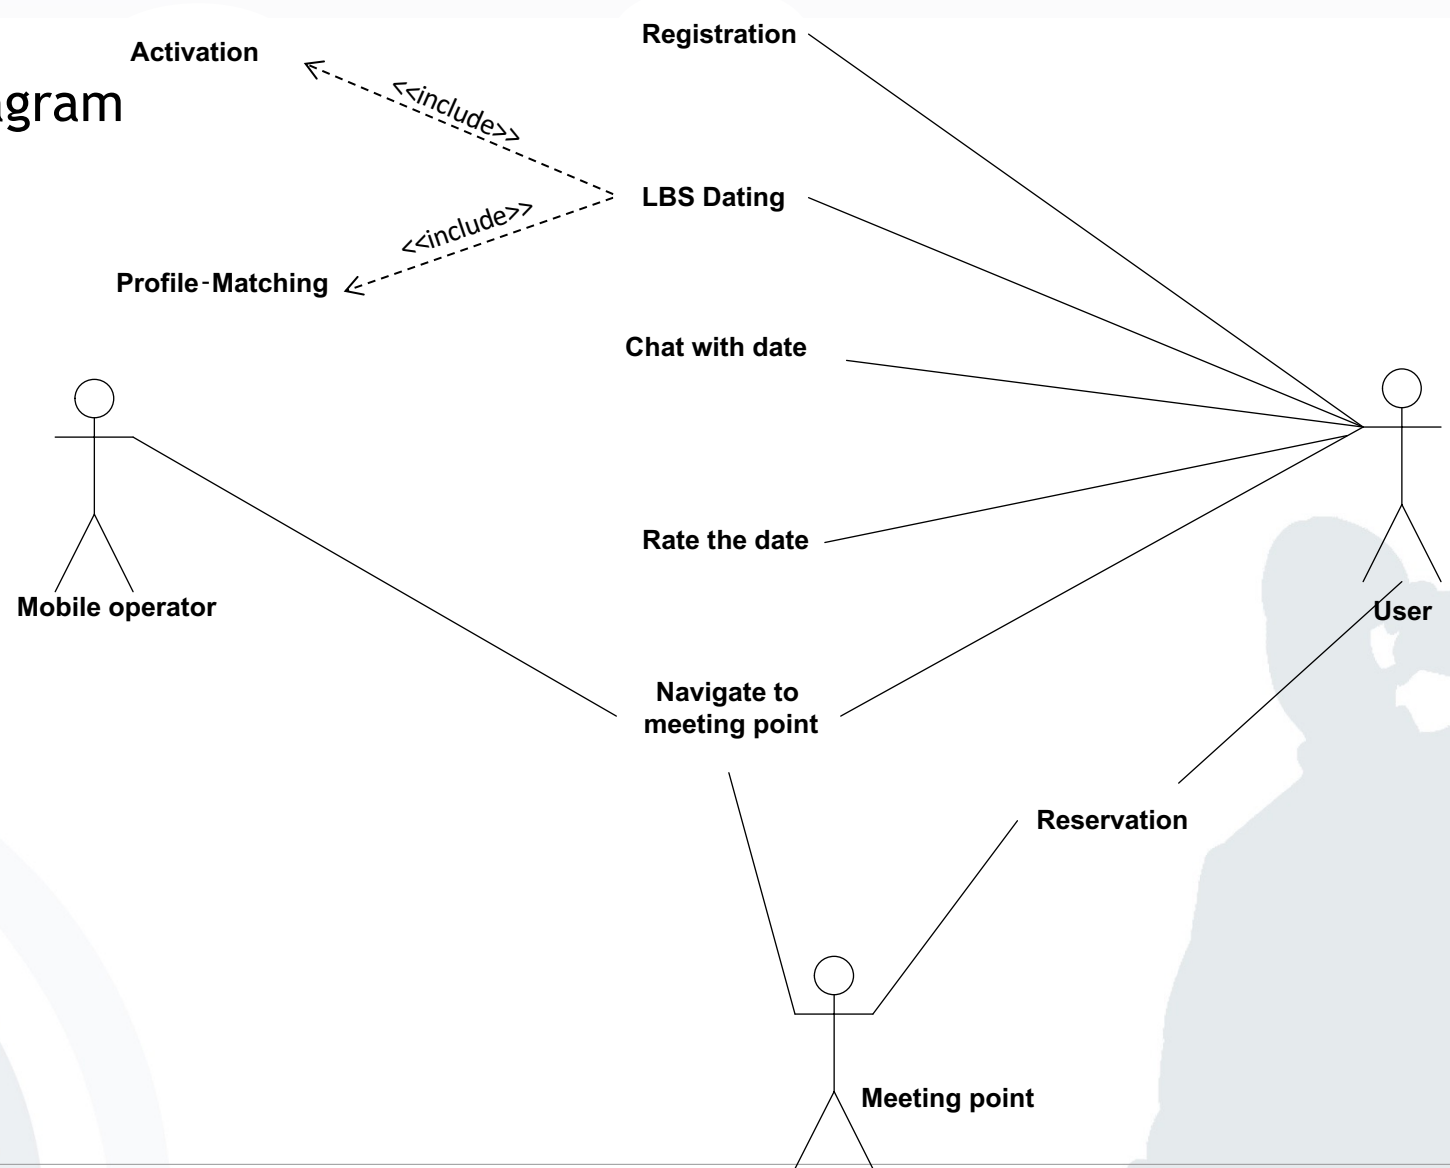 Registration
Activation
<<include>>
agram
LBS Dating
<<include>>
Profile-Matching
Chat with date
Rate the date
Mobile operator
User
Navigate to
meeting point
Reservation
Meeting point